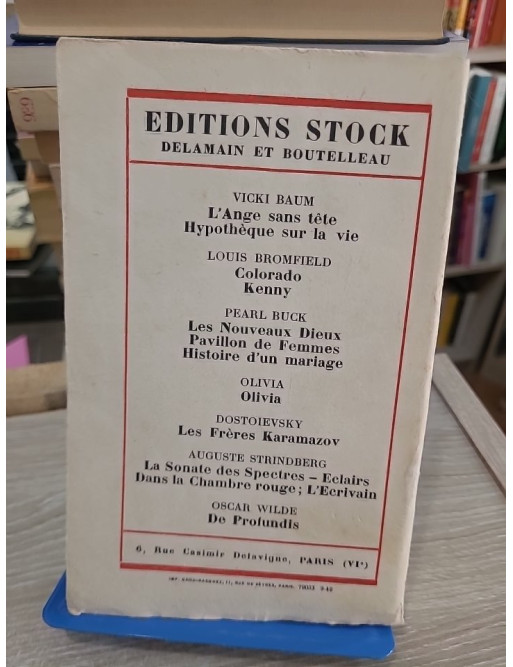 EDITIONS STOCK
DELAMAIN ET BOUTELLEAU
VICKI BAUM
L'Ange sans tête
Hypothèque sur la vie
LOUIS BROMFIELD
Colorado
Kenny
PEARL BUCK
Les Nouveaux Dieux
Pavillon de Femmes
Histoire d'un mariage
OLIVIA
Olivia
DOSTOIEVSKY
Les Frères Karamazov
AUGUSTE STRINDBERG
La Sonate des Spectres – Eclairs
Dans la Chambre rouge ; L'Ecrivain
OSCAR WILDE
De Profundis
6, Rue Casimir Delavigne, PARIS (VIᵉ)